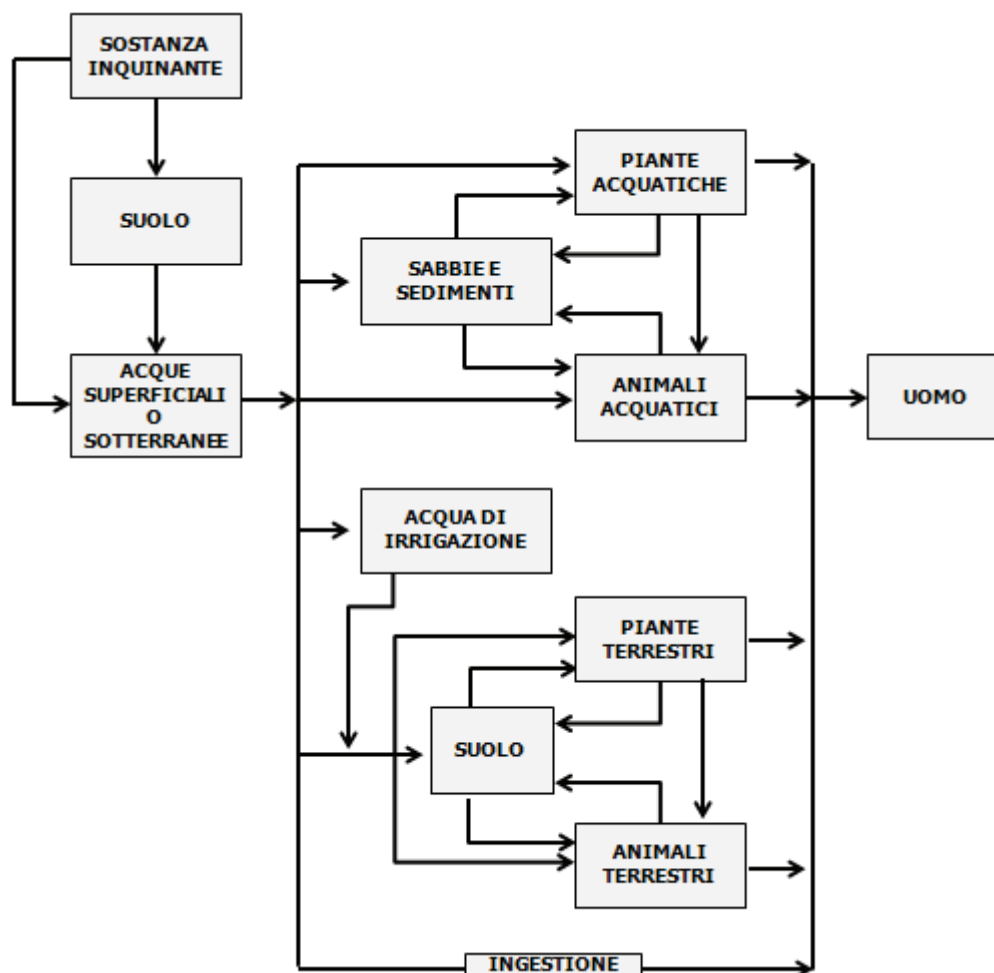 SOSTANZA
INQUINANTE
SUOLO
ACQUE
SUPERFICIALI
O
SOTTERRANEE
PIANTE
ACQUATICHE
SABBIE E
SEDIMENTI
ANIMALI
ACQUATICI
UOMO
ACQUA DI
IRRIGAZIONE
PIANTE
TERRESTRI
SUOLO
ANIMALI
TERRESTRI
INGESTIONE